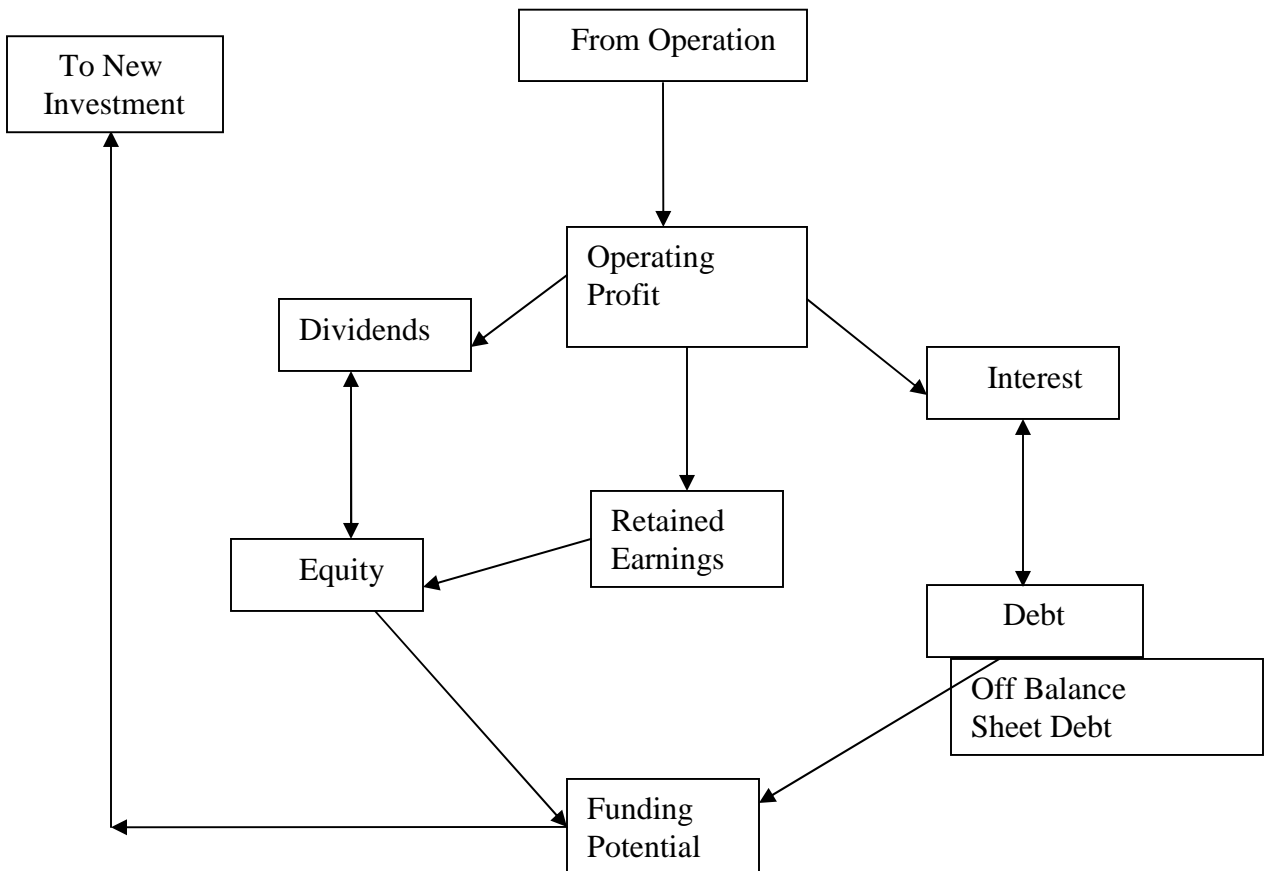 From Operation
To New
Investment
Operating
Profit
Dividends
Interest
Retained
Earnings
Equity
Debt
Off Balance
Sheet Debt
Funding
Potential